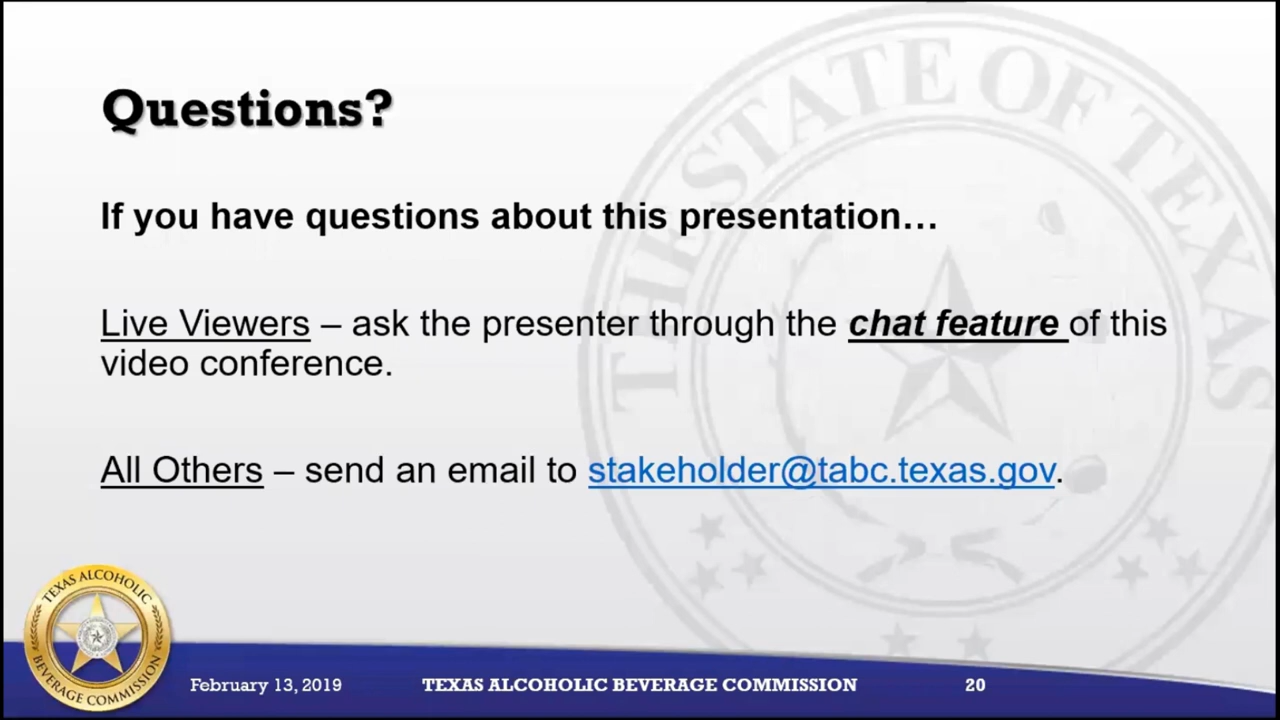 Questions?
If you have questions about this presentation…
Live Viewers – ask the presenter through the chat feature of this
video conference.
All Others – send an email to stakeholder@tabc.texas.gov.
THE STATE OF TEXAS
TEXAS ALCOHOLIC
BEVERAGE COMMISSION
February 13, 2019
TEXAS ALCOHOLIC BEVERAGE COMMISSION
20